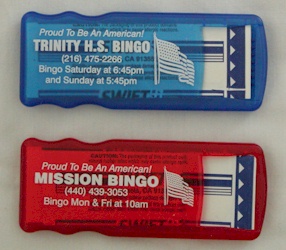 Proud To Be An American!
TRINITY H.S. BINGO
(216) 475-2266
Bingo Saturday at 6:45pm
and Sunday at 5:45pm
SWIFT
Proud To Be An American!
MISSION BINGO
(440) 439-3053
Bingo Mon & Fri at 10am